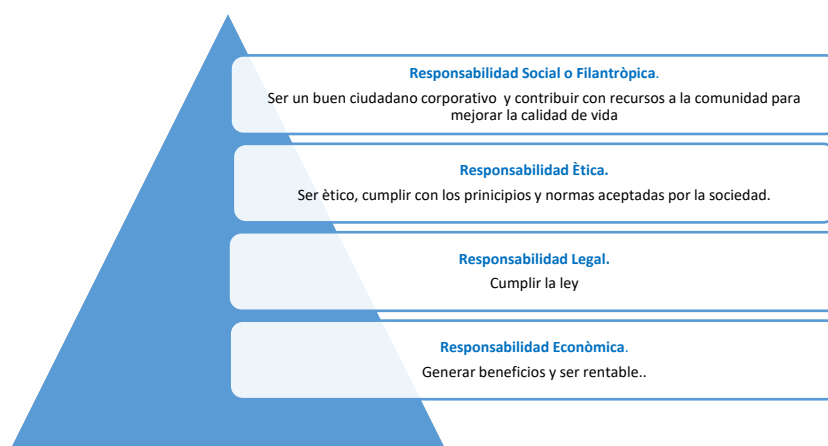 Responsabilidad Social o Filantròpica.
Ser un buen ciudadano corporativo  y contribuir con recursos a la comunidad para
mejorar la calidad de vida
Responsabilidad Ètica.
Ser ètico, cumplir con los prinicipios y normas aceptadas por la sociedad.
Responsabilidad Legal.
Cumplir la ley
Responsabilidad Econòmica.
Generar beneficios y ser rentable..